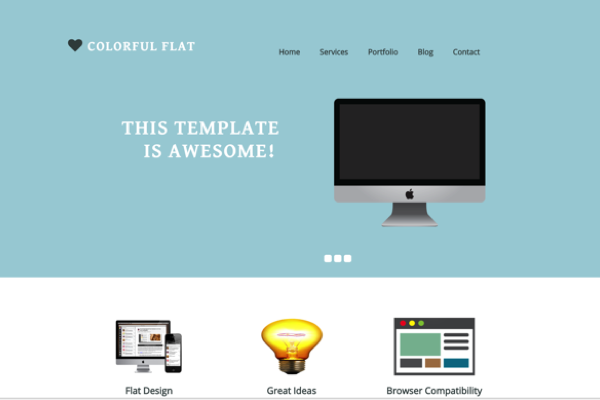 COLORFUL FLAT
Home Services Portfolio Blog Contact
THIS TEMPLATE
IS AWESOME!
Flat Design Great Ideas Browser Compatibility